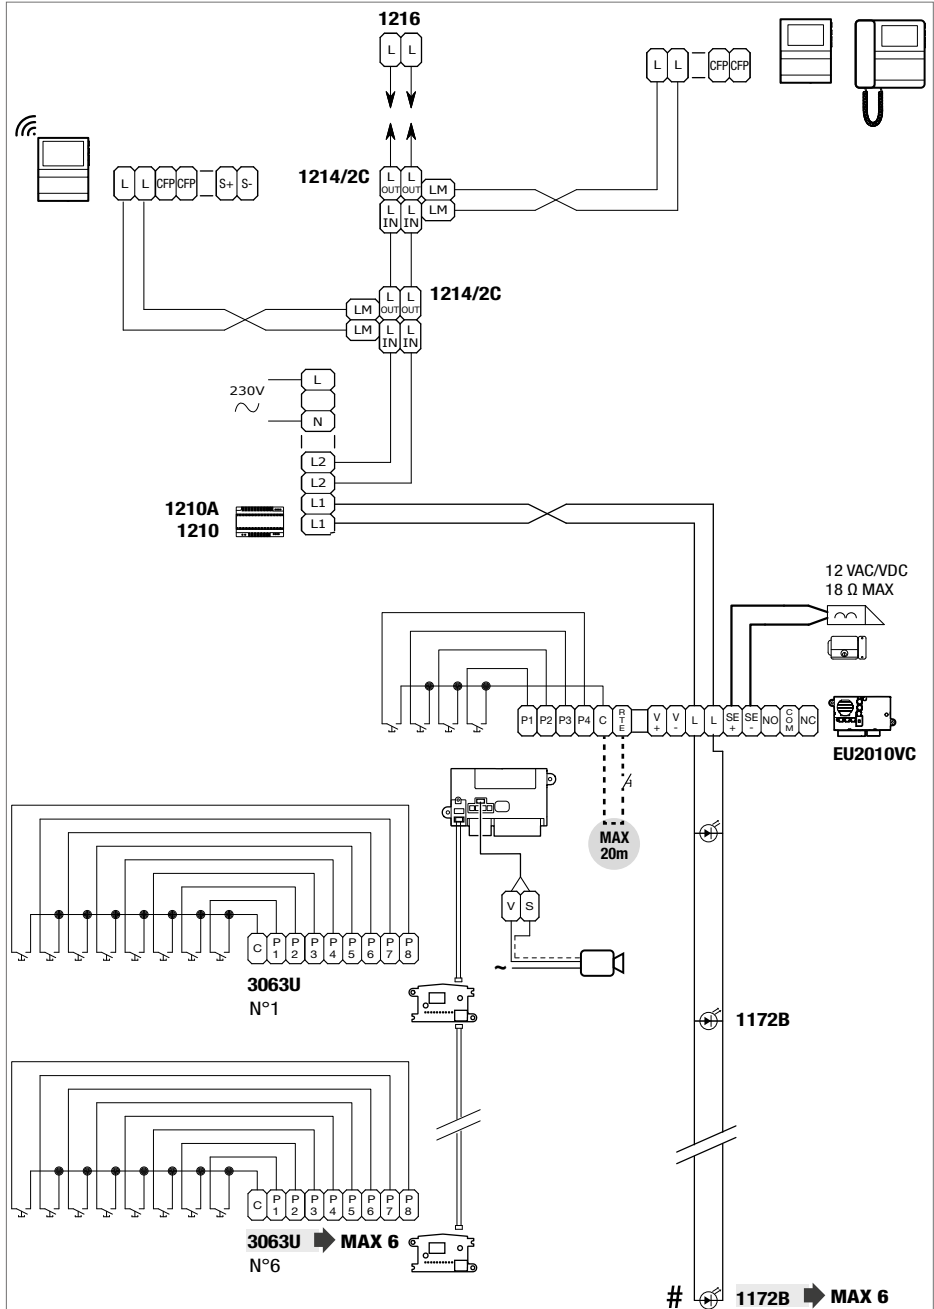 1216
L L
L L CFP CFP
L L CFP CFP S+ S-
1214/2C
L OUT L OUT LM
L IN L IN LM
1214/2C
LM L OUT L OUT
LM L IN L IN
230V
L
N
L2
L2
L1
L1
1210A
1210
12 VAC/VDC
18 Ω MAX
P1 P2 P3 P4 C RTE V+ V- L L SE+ SE- NO COM NC
EU2010VC
MAX
20m
V S
~
C P1 P2 P3 P4 P5 P6 P7 P8
3063U
N°1
1172B
C P1 P2 P3 P4 P5 P6 P7 P8
3063U MAX 6
N°6
# 1172B MAX 6